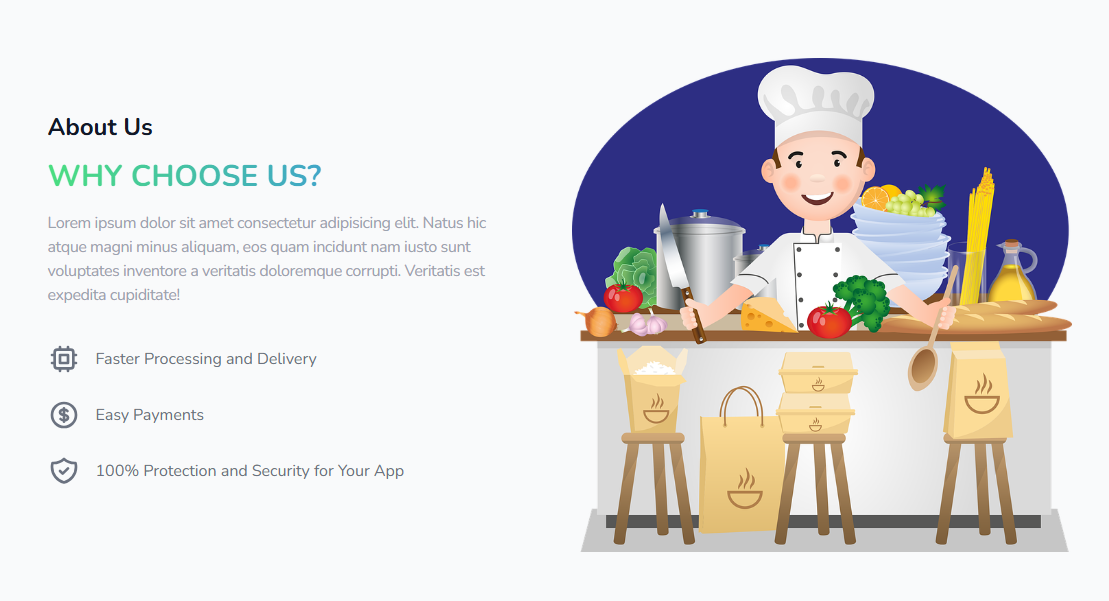 About Us
WHY CHOOSE US?
Lorem ipsum dolor sit amet consectetur adipisicing elit. Natus hic
atque magni minus aliquam, eos quam incidunt nam iusto sunt
voluptates inventore a veritatis doloremque corrupti. Veritatis est
expedita cupiditate!
Faster Processing and Delivery
Easy Payments
100% Protection and Security for Your App